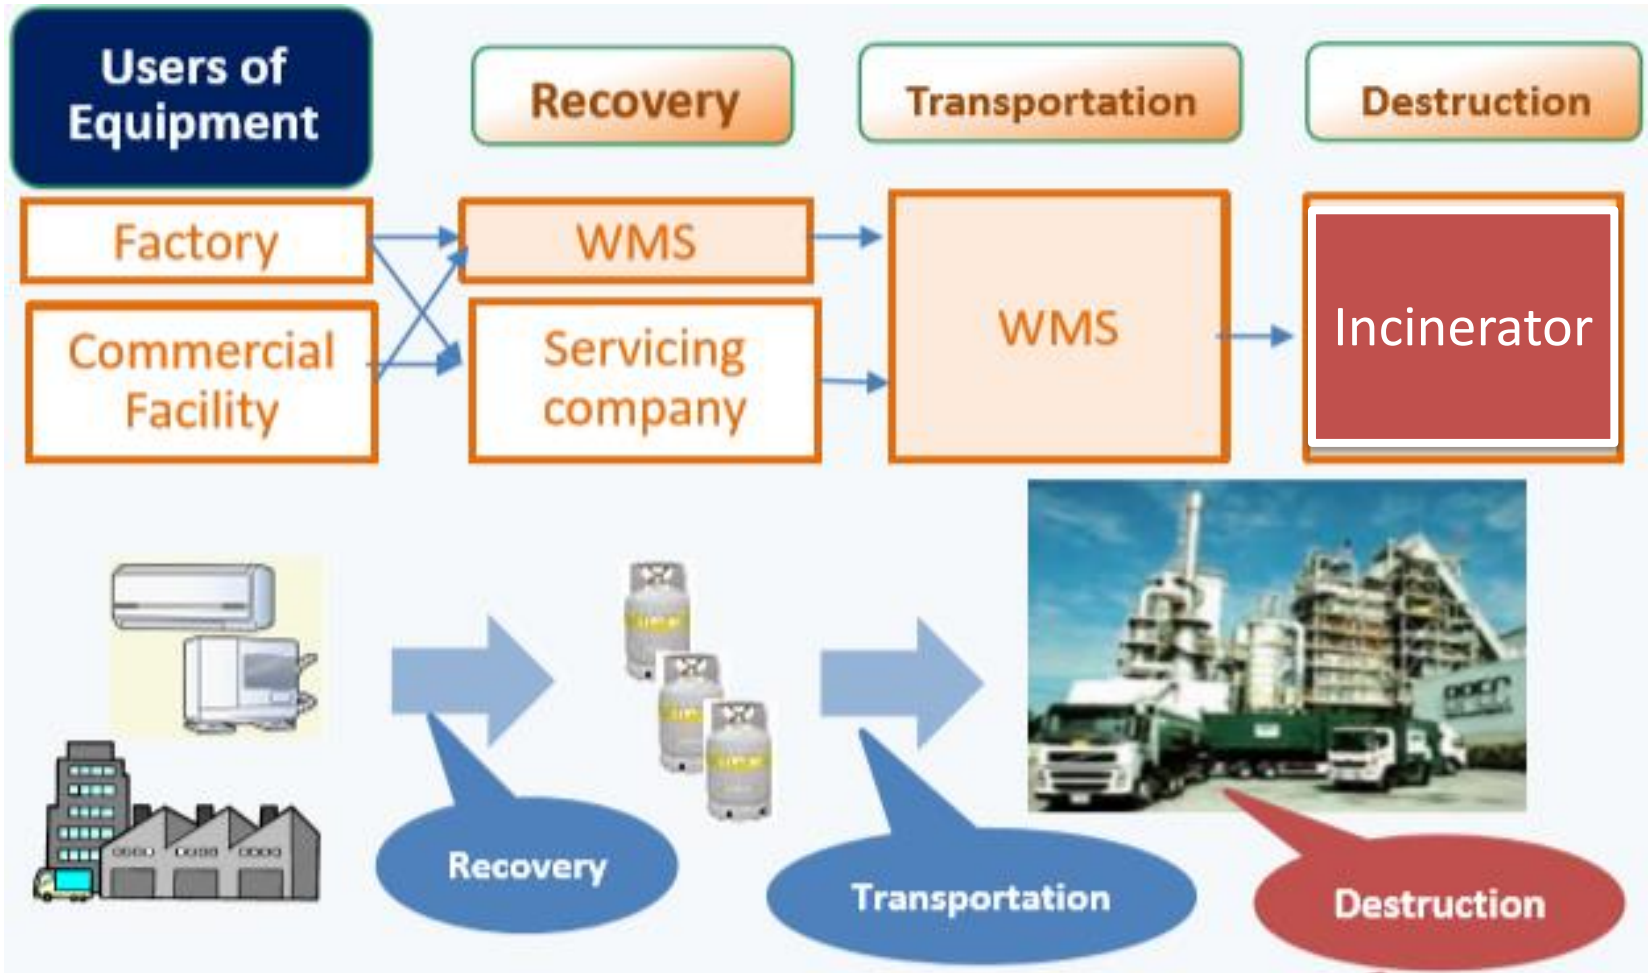 Users of
Equipment
Recovery
Transportation
Destruction
Factory
WMS
WMS
Incinerator
Commercial
Facility
Servicing
company
Recovery
Transportation
Destruction